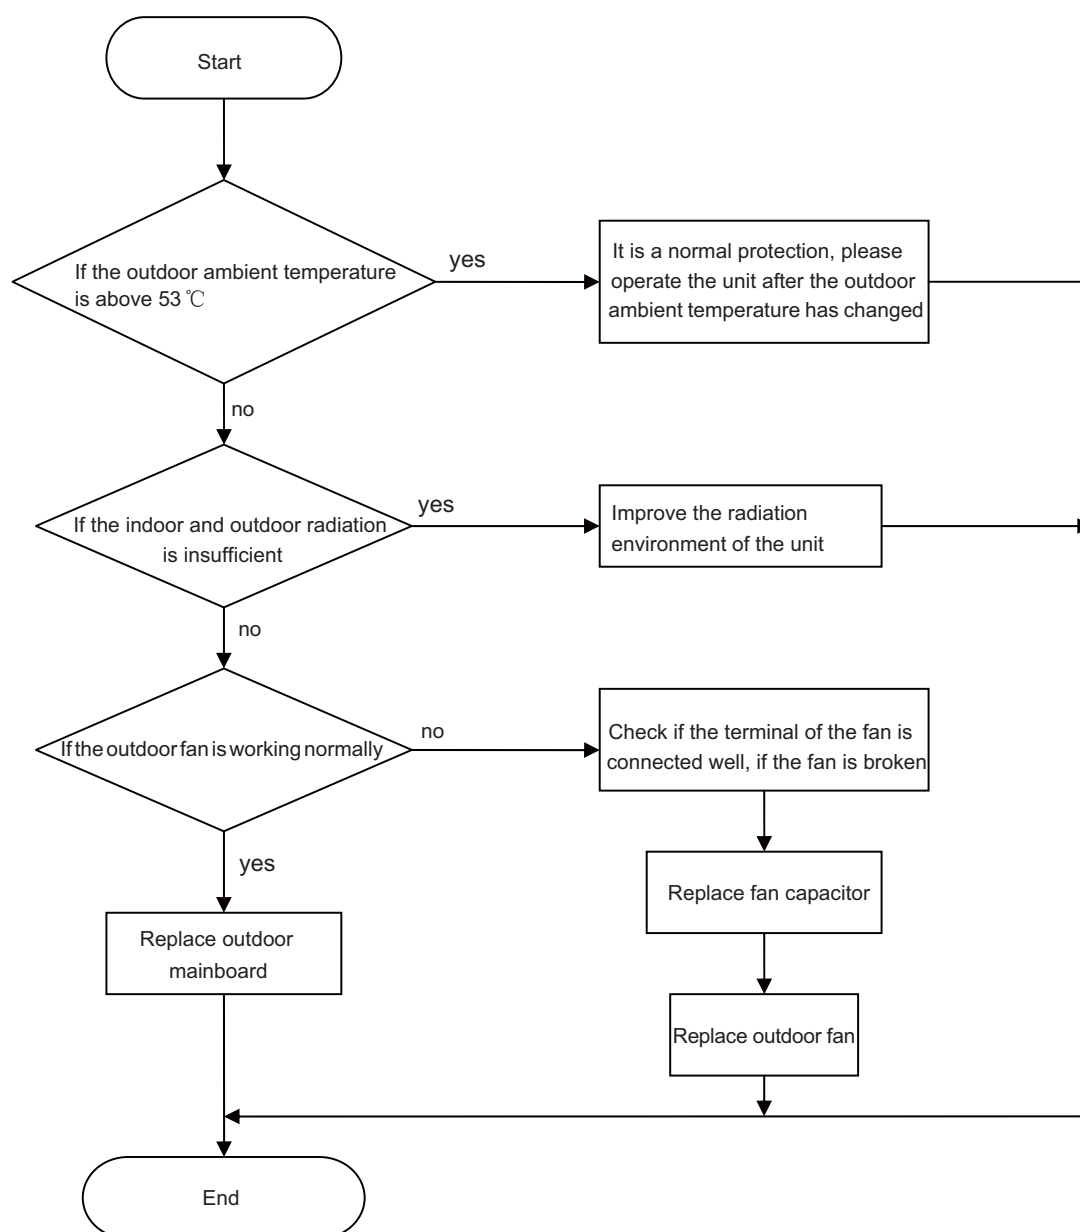 Start
If the outdoor ambient temperature
is above 53 ℃
yes
It is a normal protection, please
operate the unit after the outdoor
ambient temperature has changed
no
If the indoor and outdoor radiation
is insufficient
yes
Improve the radiation
environment of the unit
no
If the outdoor fan is working normally
no
Check if the terminal of the fan is
connected well, if the fan is broken
yes
Replace fan capacitor
Replace outdoor
mainboard
Replace outdoor fan
End